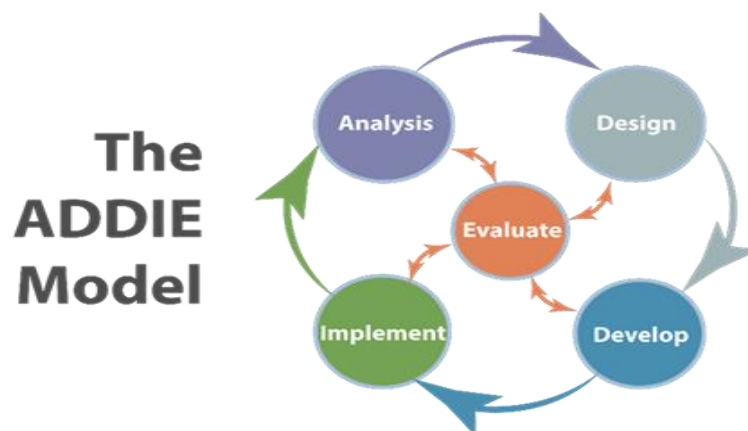 The
ADDIE
Model
Analysis
Design
Evaluate
Implement
Develop